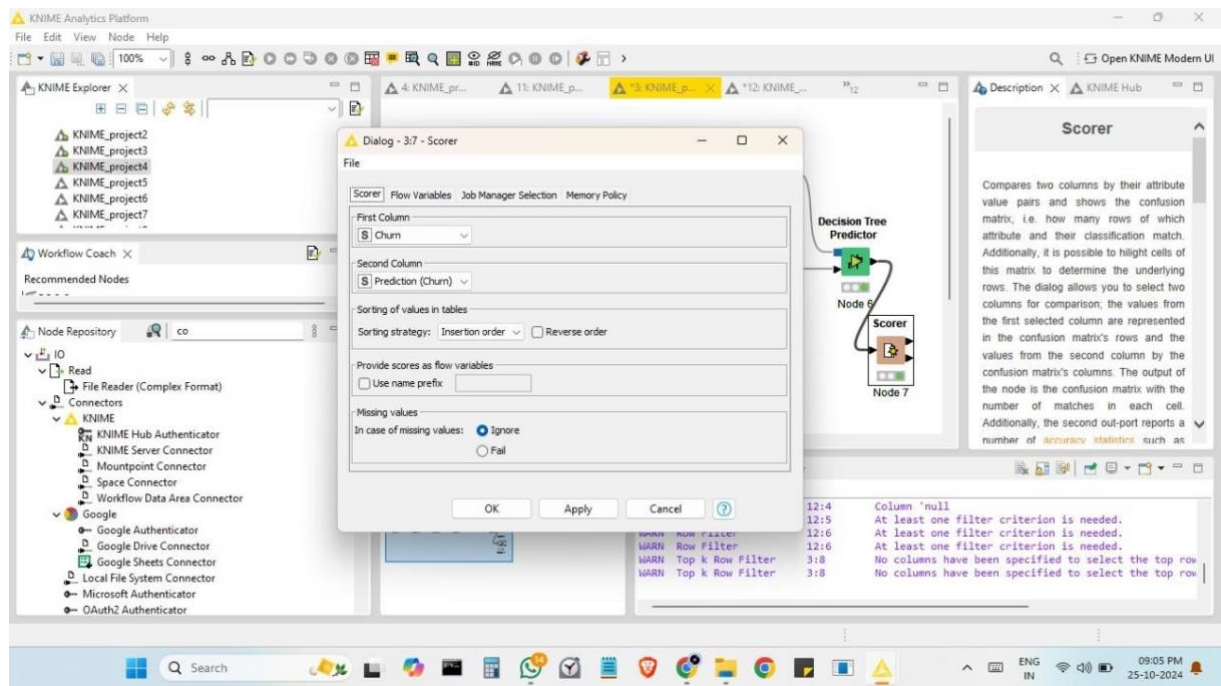 KNIME Analytics Platform
File Edit View Node Help
100%
Open KNIME Modern UI
KNIME Explorer
KNIME_project2
KNIME_project3
KNIME_project4
KNIME_project5
KNIME_project6
KNIME_project7
Workflow Coach
Recommended Nodes
Node Repository
co
IO
Read
File Reader (Complex Format)
Connectors
KNIME
KNIME Hub Authenticator
KNIME Server Connector
Mountpoint Connector
Space Connector
Workflow Data Area Connector
Google
Google Authenticator
Google Drive Connector
Google Sheets Connector
Local File System Connector
Microsoft Authenticator
OAuth2 Authenticator
4: KNIME_pr... 11: KNIME_p... *3: KNIME_p... *12: KNIME_... »12
Dialog - 3:7 - Scorer
File
Scorer Flow Variables Job Manager Selection Memory Policy
First Column
S Churn
Second Column
S Prediction (Churn)
Sorting of values in tables
Sorting strategy: Insertion order Reverse order
Provide scores as flow variables
Use name prefix
Missing values
In case of missing values: Ignore
Fail
OK Apply Cancel ?
Decision Tree
Predictor
Node 6
Scorer
Node 7
Description KNIME Hub
Scorer
Compares two columns by their attribute
value pairs and shows the confusion
matrix, i.e. how many rows of which
attribute and their classification match.
Additionally, it is possible to hilight cells of
this matrix to determine the underlying
rows. The dialog allows you to select two
columns for comparison; the values from
the first selected column are represented
in the confusion matrix's rows and the
values from the second column by the
confusion matrix's columns. The output of
the node is the confusion matrix with the
number of matches in each cell.
Additionally, the second out-port reports a
number of accuracy statistics such as
12:4 Column 'null
12:5 At least one filter criterion is needed.
WARN Row Filter 12:6 At least one filter criterion is needed.
WARN Row Filter 12:6 At least one filter criterion is needed.
WARN Top k Row Filter 3:8 No columns have been specified to select the top row
WARN Top k Row Filter 3:8 No columns have been specified to select the top row
Search
ENG
IN
09:05 PM
25-10-2024